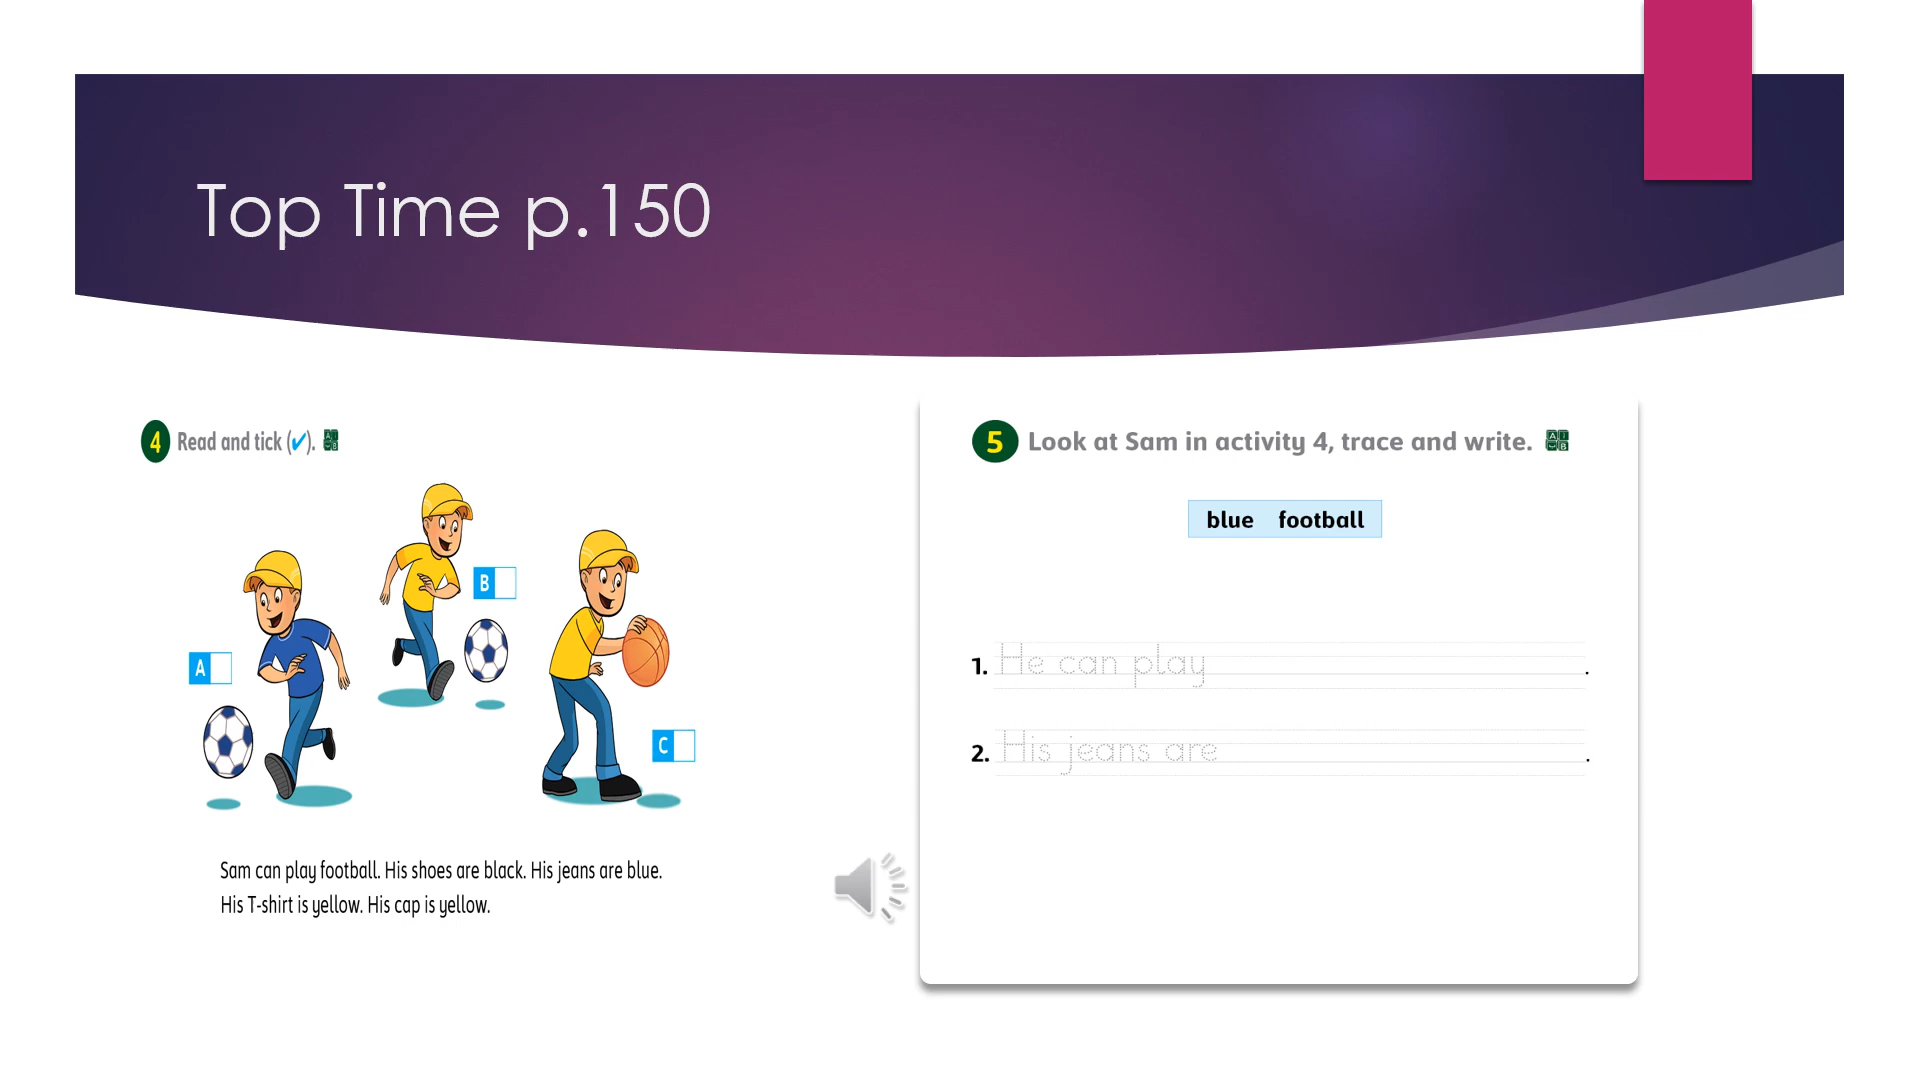 Top Time p.150
4 Read and tick (✔).
B
A
C
Sam can play football. His shoes are black. His jeans are blue.
His T-shirt is yellow. His cap is yellow.
5 Look at Sam in activity 4, trace and write.
blue football
1. He can play .
2. His jeans are .